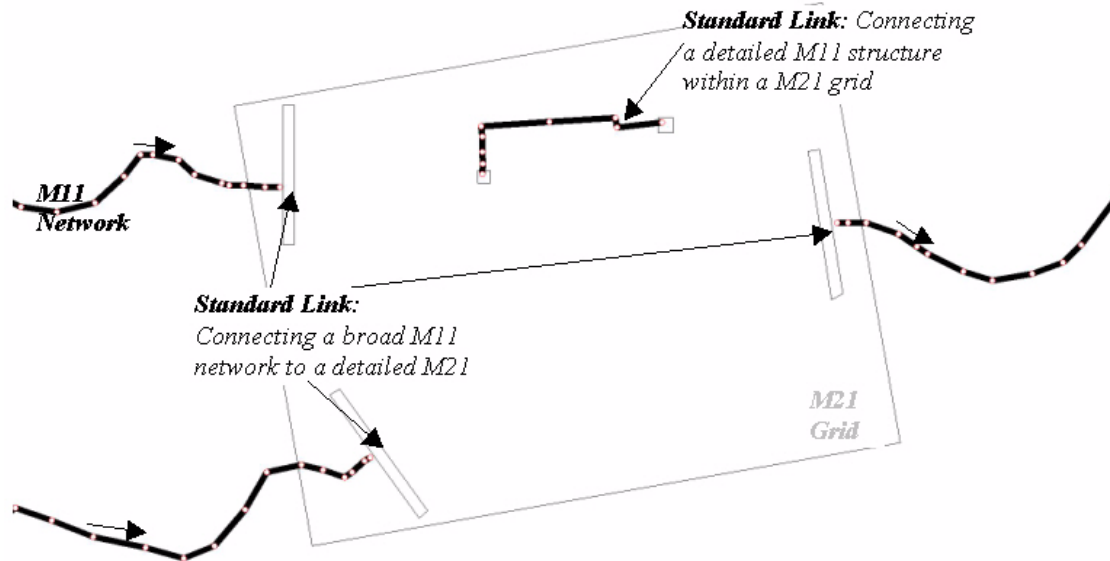 Standard Link: Connecting
a detailed M11 structure
within a M21 grid
M11
Network
Standard Link:
Connecting a broad M11
network to a detailed M21
M21
Grid